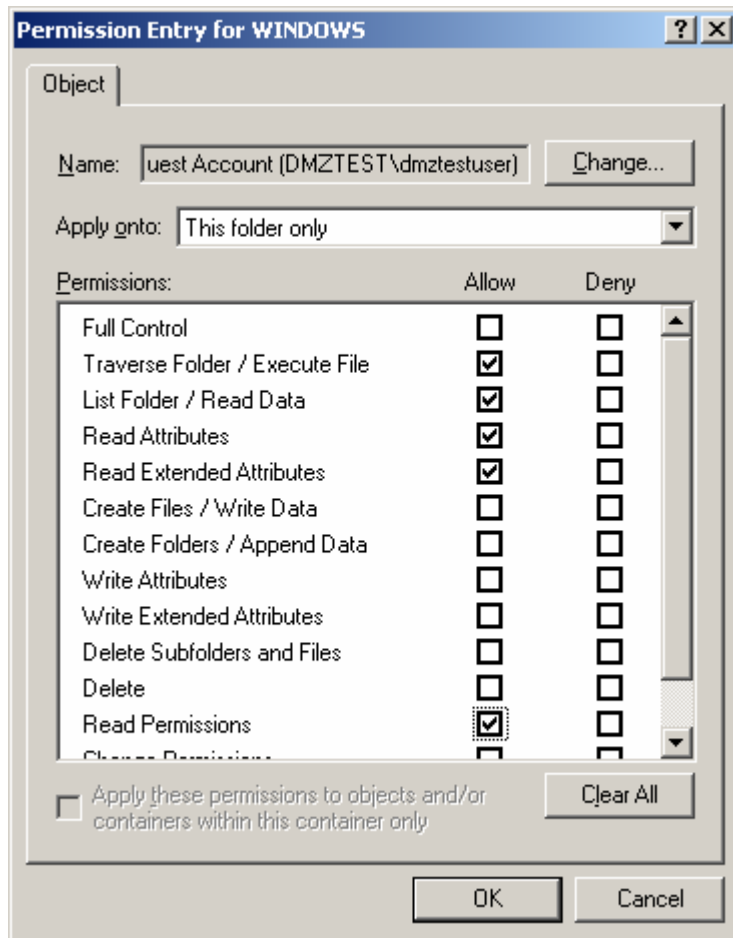 Permission Entry for WINDOWS
Object
Name: uest Account (DMZTEST\dmztestuser) Change...
Apply onto: This folder only
Permissions: Allow Deny
Full Control
Traverse Folder / Execute File
List Folder / Read Data
Read Attributes
Read Extended Attributes
Create Files / Write Data
Create Folders / Append Data
Write Attributes
Write Extended Attributes
Delete Subfolders and Files
Delete
Read Permissions
Change Permissions
Apply these permissions to objects and/or Clear All
containers within this container only
OK Cancel